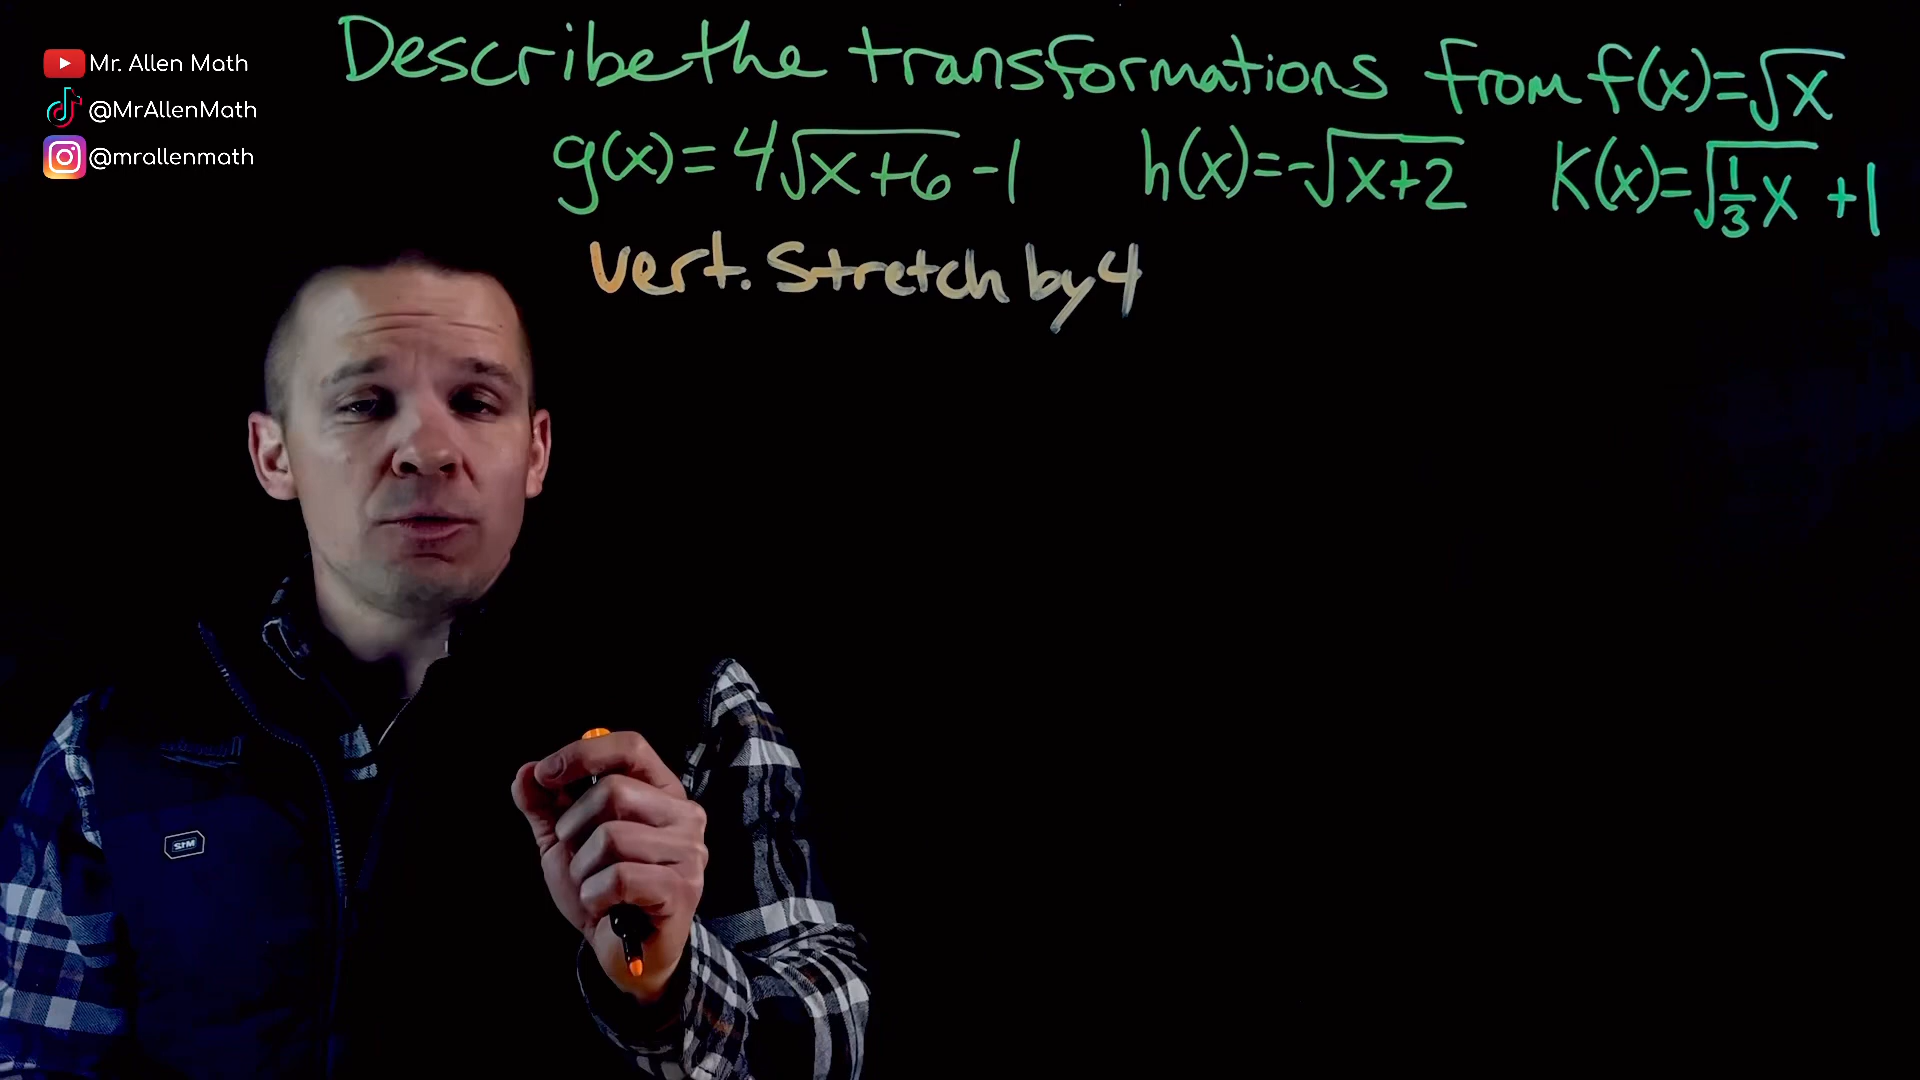 Mr. Allen Math
@MrAllenMath
@mrallenmath
Describe the transformations from f(x)=√x
g(x)=4√x+6 -1 h(x)=-√x+2 K(x)=√1/3x +1
Vert. Stretch by 4